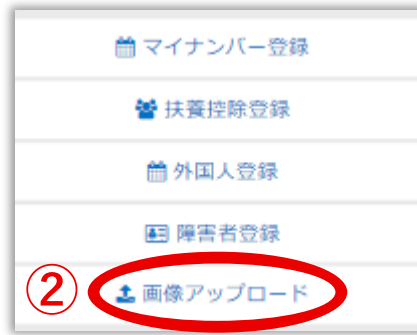 マイナンバー登録
扶養控除登録
外国人登録
障害者登録
② 画像アップロード